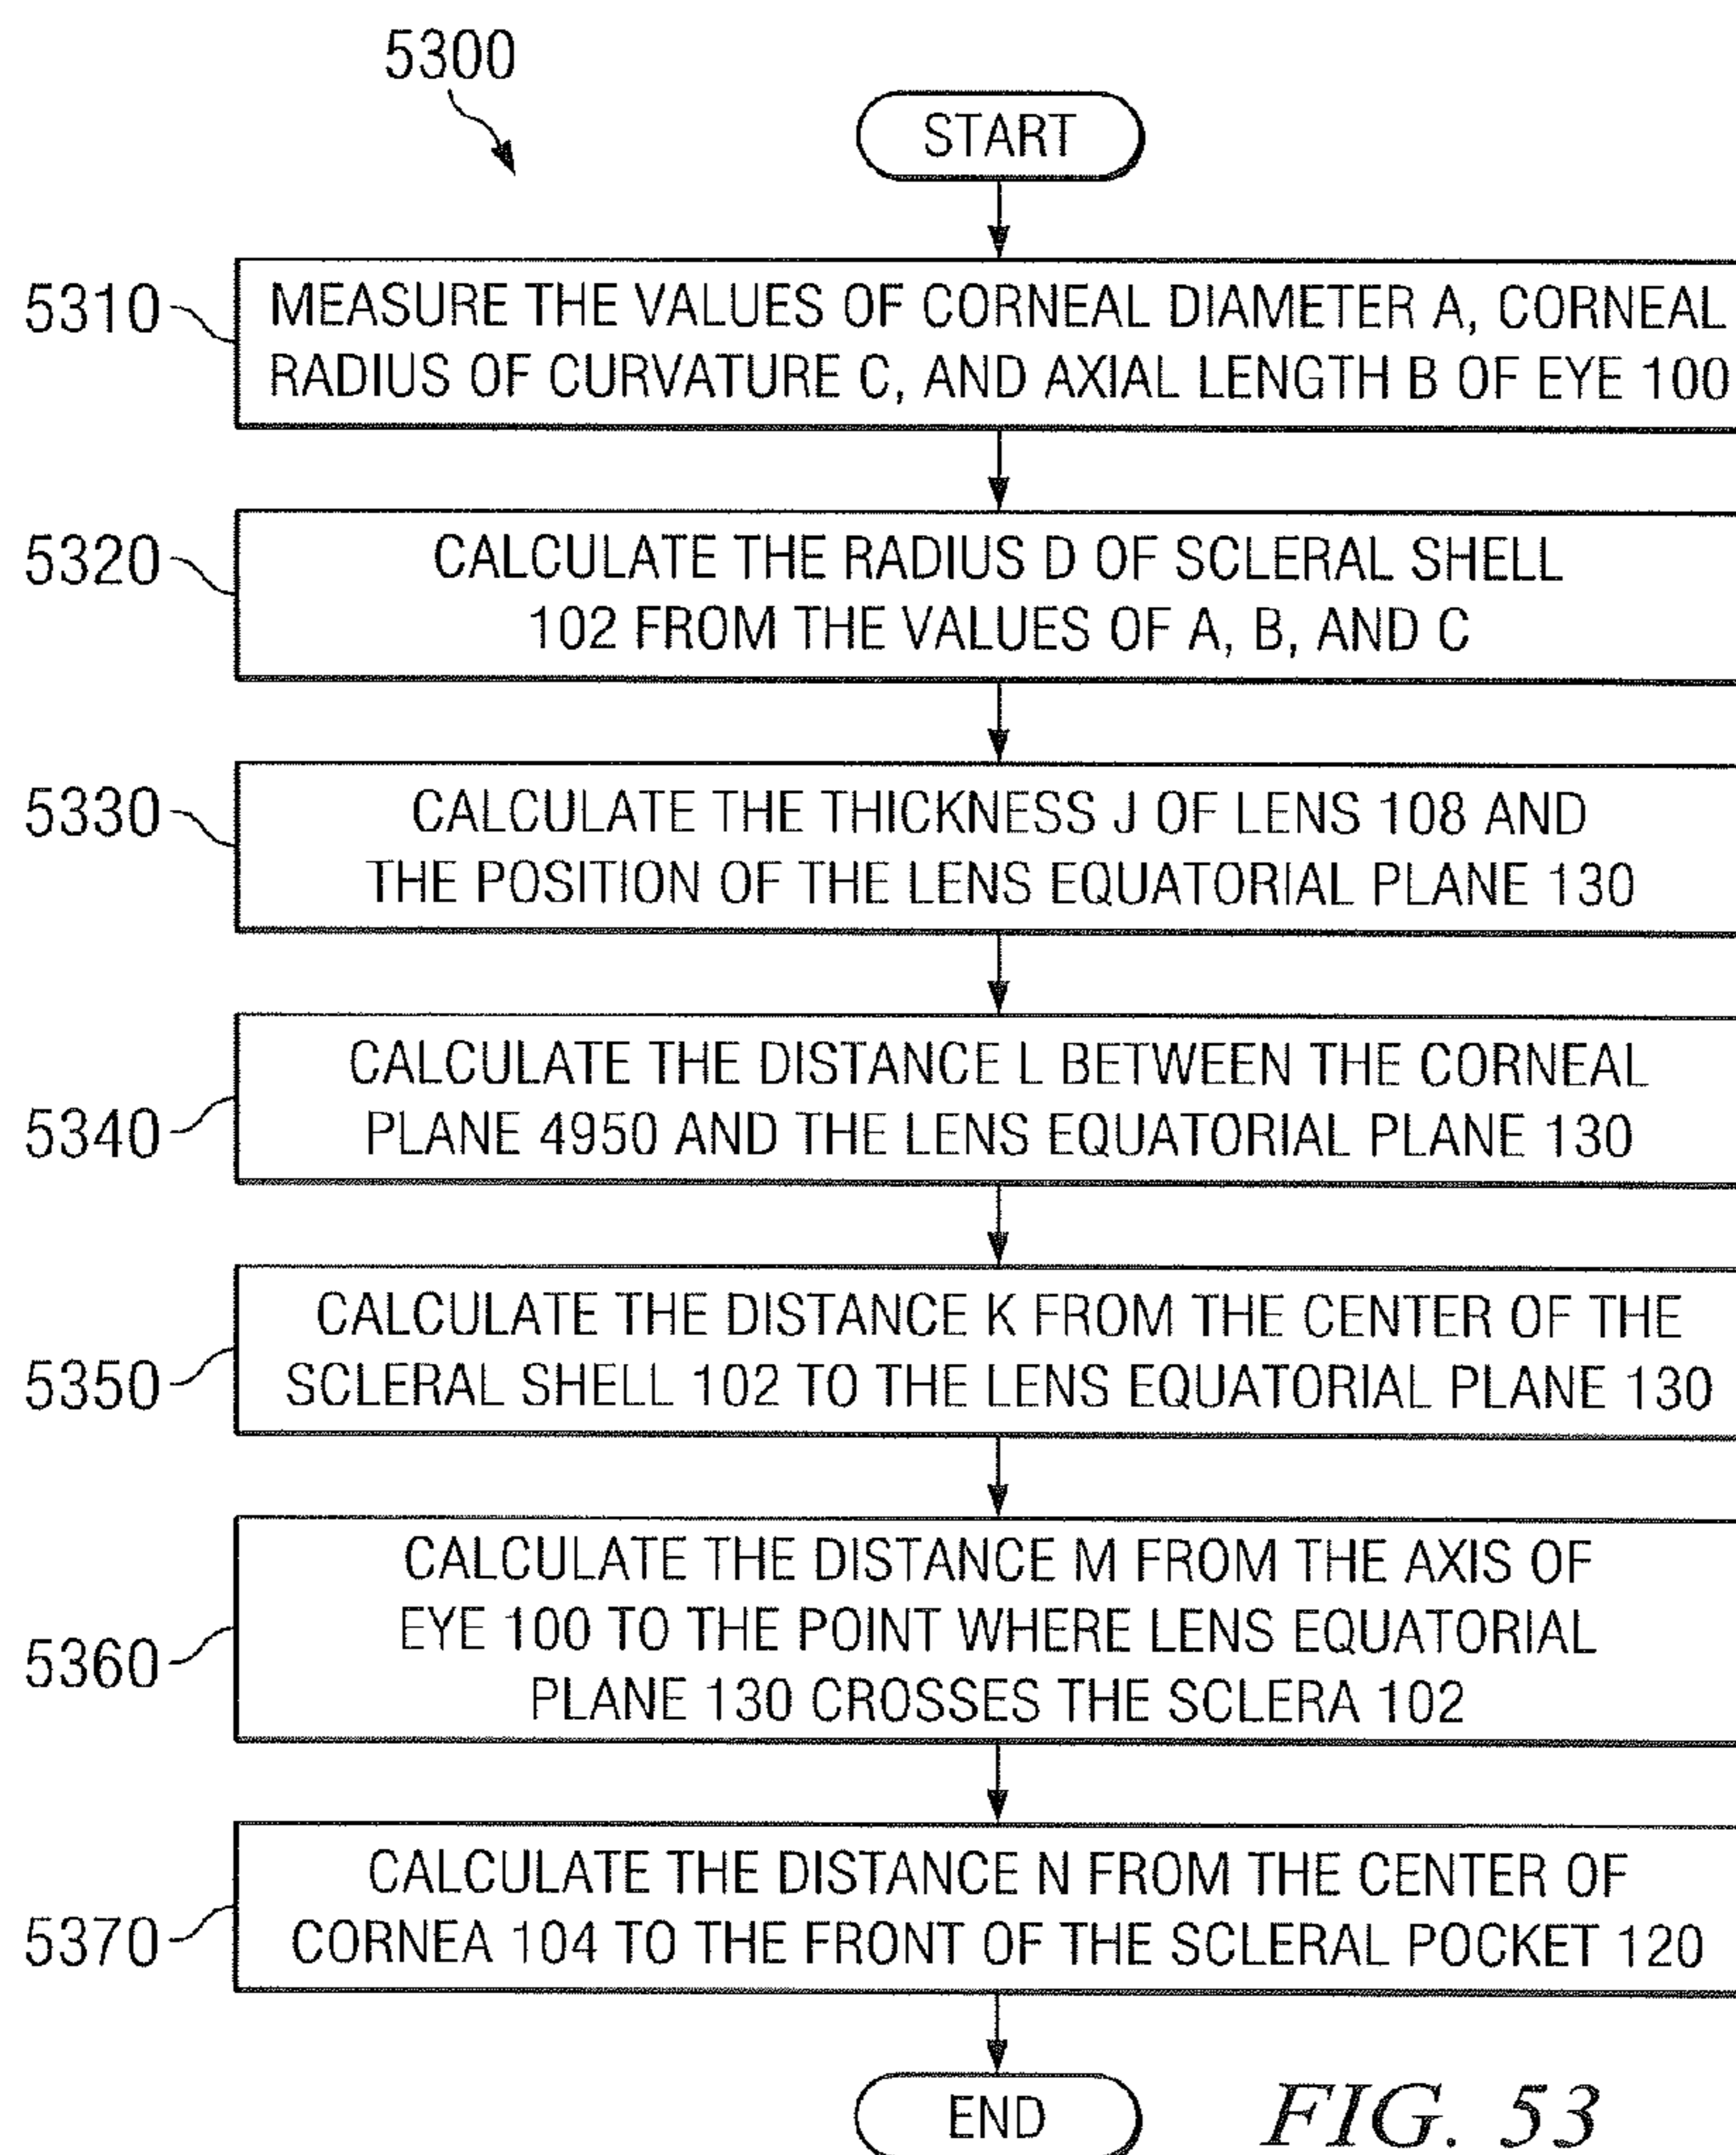 5300
START
5310
MEASURE THE VALUES OF CORNEAL DIAMETER A, CORNEAL
RADIUS OF CURVATURE C, AND AXIAL LENGTH B OF EYE 100
5320
CALCULATE THE RADIUS D OF SCLERAL SHELL
102 FROM THE VALUES OF A, B, AND C
5330
CALCULATE THE THICKNESS J OF LENS 108 AND
THE POSITION OF THE LENS EQUATORIAL PLANE 130
5340
CALCULATE THE DISTANCE L BETWEEN THE CORNEAL
PLANE 4950 AND THE LENS EQUATORIAL PLANE 130
5350
CALCULATE THE DISTANCE K FROM THE CENTER OF THE
SCLERAL SHELL 102 TO THE LENS EQUATORIAL PLANE 130
5360
CALCULATE THE DISTANCE M FROM THE AXIS OF
EYE 100 TO THE POINT WHERE LENS EQUATORIAL
PLANE 130 CROSSES THE SCLERA 102
5370
CALCULATE THE DISTANCE N FROM THE CENTER OF
CORNEA 104 TO THE FRONT OF THE SCLERAL POCKET 120
END
FIG. 53